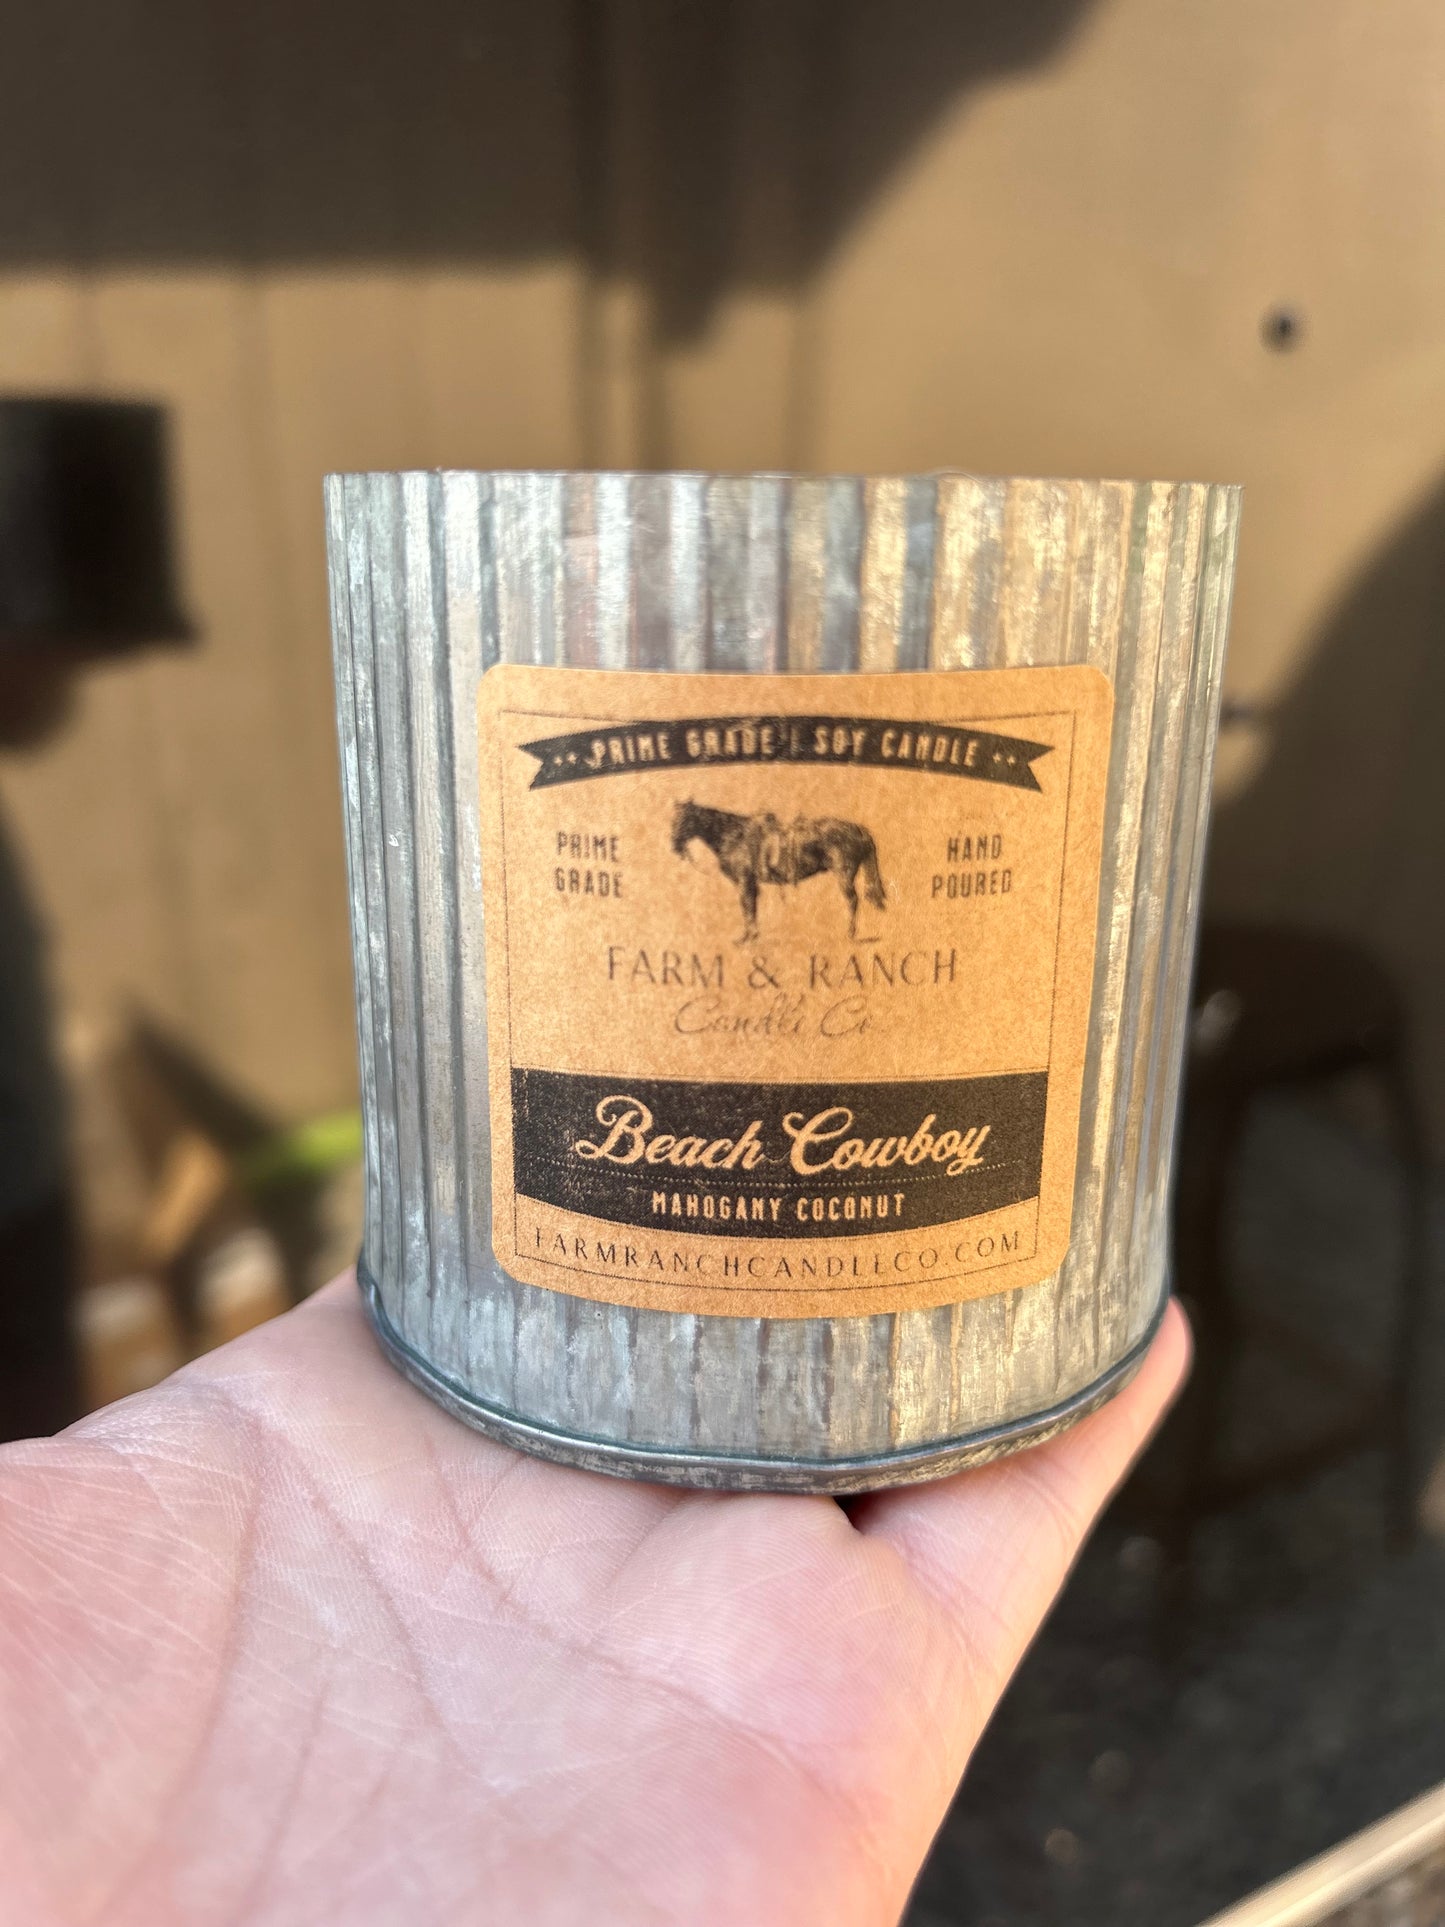 PRIME GRADE | SOY CANDLE
PRIME GRADE
HAND POURED
FARM & RANCH
Candle Co.
Beach Cowboy
MAHOGANY COCONUT
FARMRANCHCANDLECO.COM